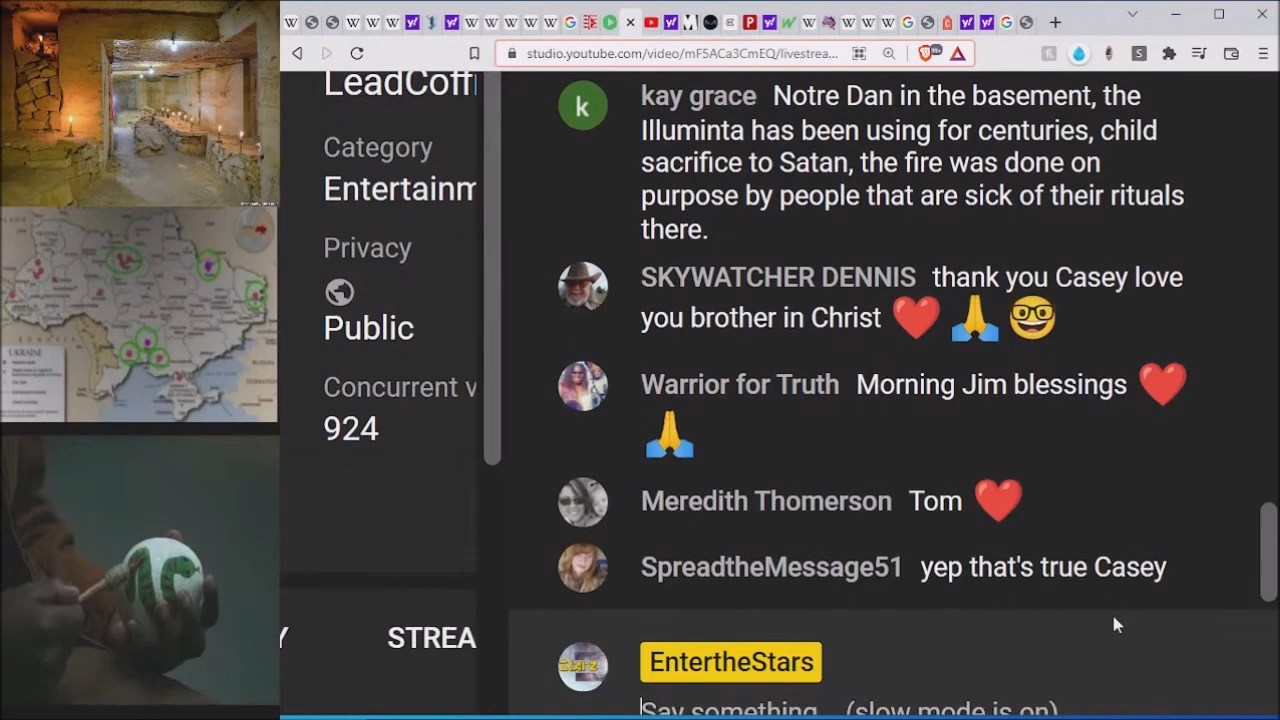 studio.youtube.com/video/mF5ACa3CmEQ/livestrea...
99+
LeadCoff
Category
Entertainm
Privacy
Public
Concurrent v
924
Y STREA
k
kay grace Notre Dan in the basement, the
Illuminta has been using for centuries, child
sacrifice to Satan, the fire was done on
purpose by people that are sick of their rituals
there.
SKYWATCHER DENNIS thank you Casey love
you brother in Christ ❤️ 🙏 🤓
Warrior for Truth Morning Jim blessings ❤️
🙏
Meredith Thomerson Tom ❤️
SpreadtheMessage51 yep that's true Casey
EntertheStars
Say something... (slow mode is on)
UKRAINE